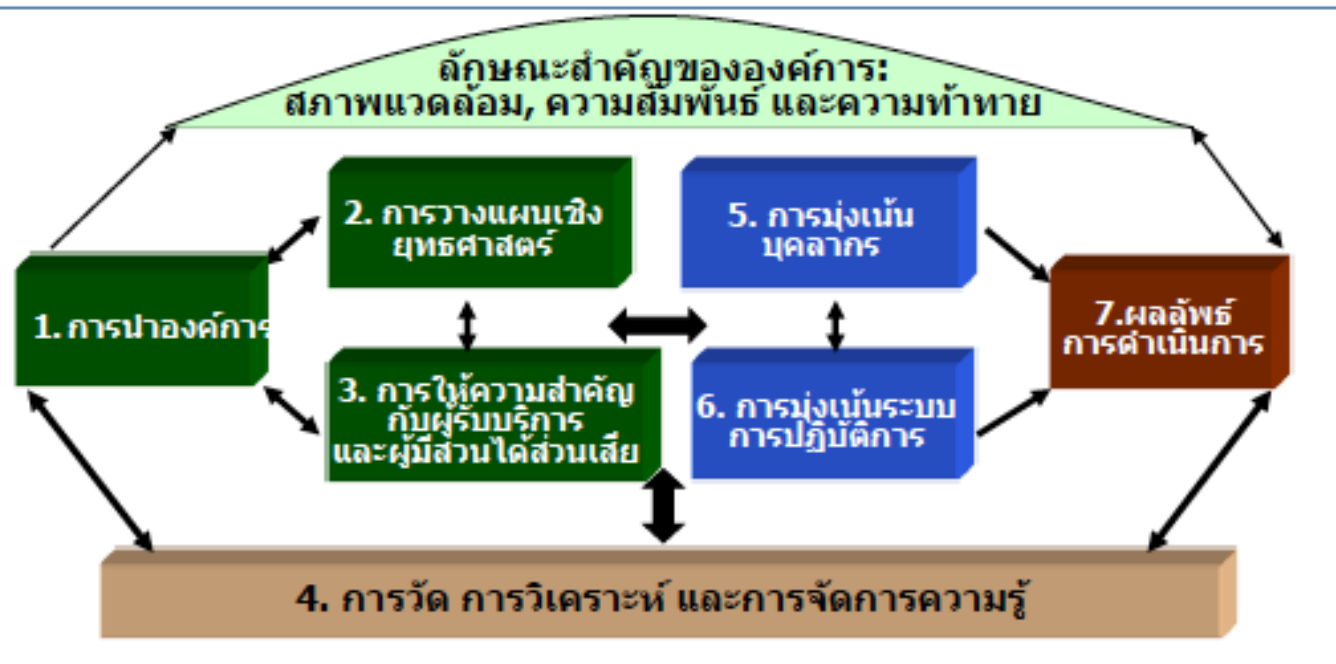 ลักษณะสำคัญขององค์การ:
สภาพแวดล้อม, ความสัมพันธ์ และความท้าทาย
1. การนำองค์การ
2. การวางแผนเชิง
ยุทธศาสตร์
3. การให้ความสำคัญ
กับผู้รับบริการ
และผู้มีส่วนได้ส่วนเสีย
5. การมุ่งเน้น
บุคลากร
6. การมุ่งเน้นระบบ
การปฏิบัติการ
7.ผลลัพธ์
การดำเนินการ
4. การวัด การวิเคราะห์ และการจัดการความรู้